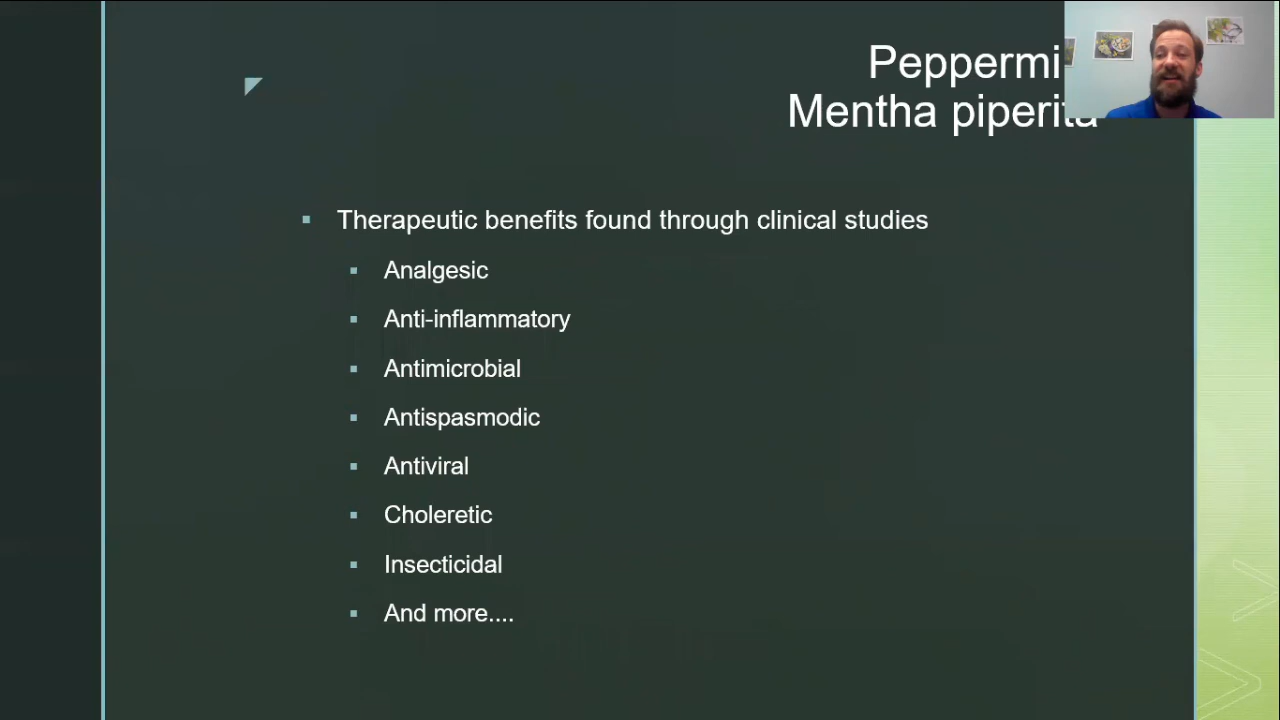 Peppermi
Mentha piperita
Therapeutic benefits found through clinical studies
Analgesic
Anti-inflammatory
Antimicrobial
Antispasmodic
Antiviral
Choleretic
Insecticidal
And more....